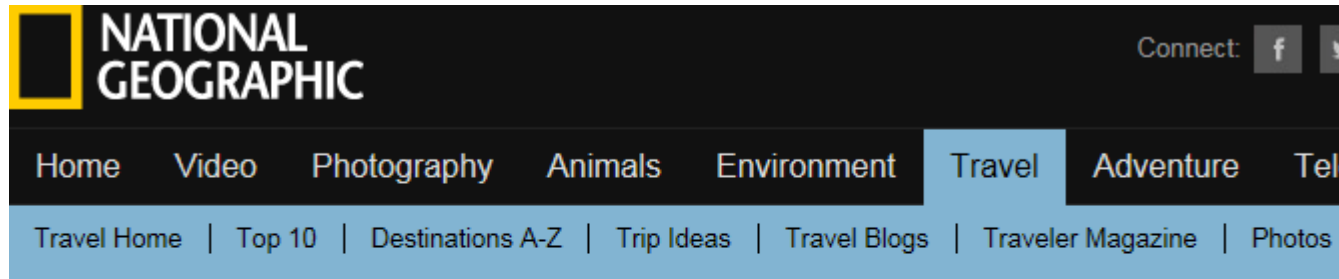 NATIONAL
GEOGRAPHIC
Connect:
Home Video Photography Animals Environment Travel Adventure Tel
Travel Home | Top 10 | Destinations A-Z | Trip Ideas | Travel Blogs | Traveler Magazine | Photos